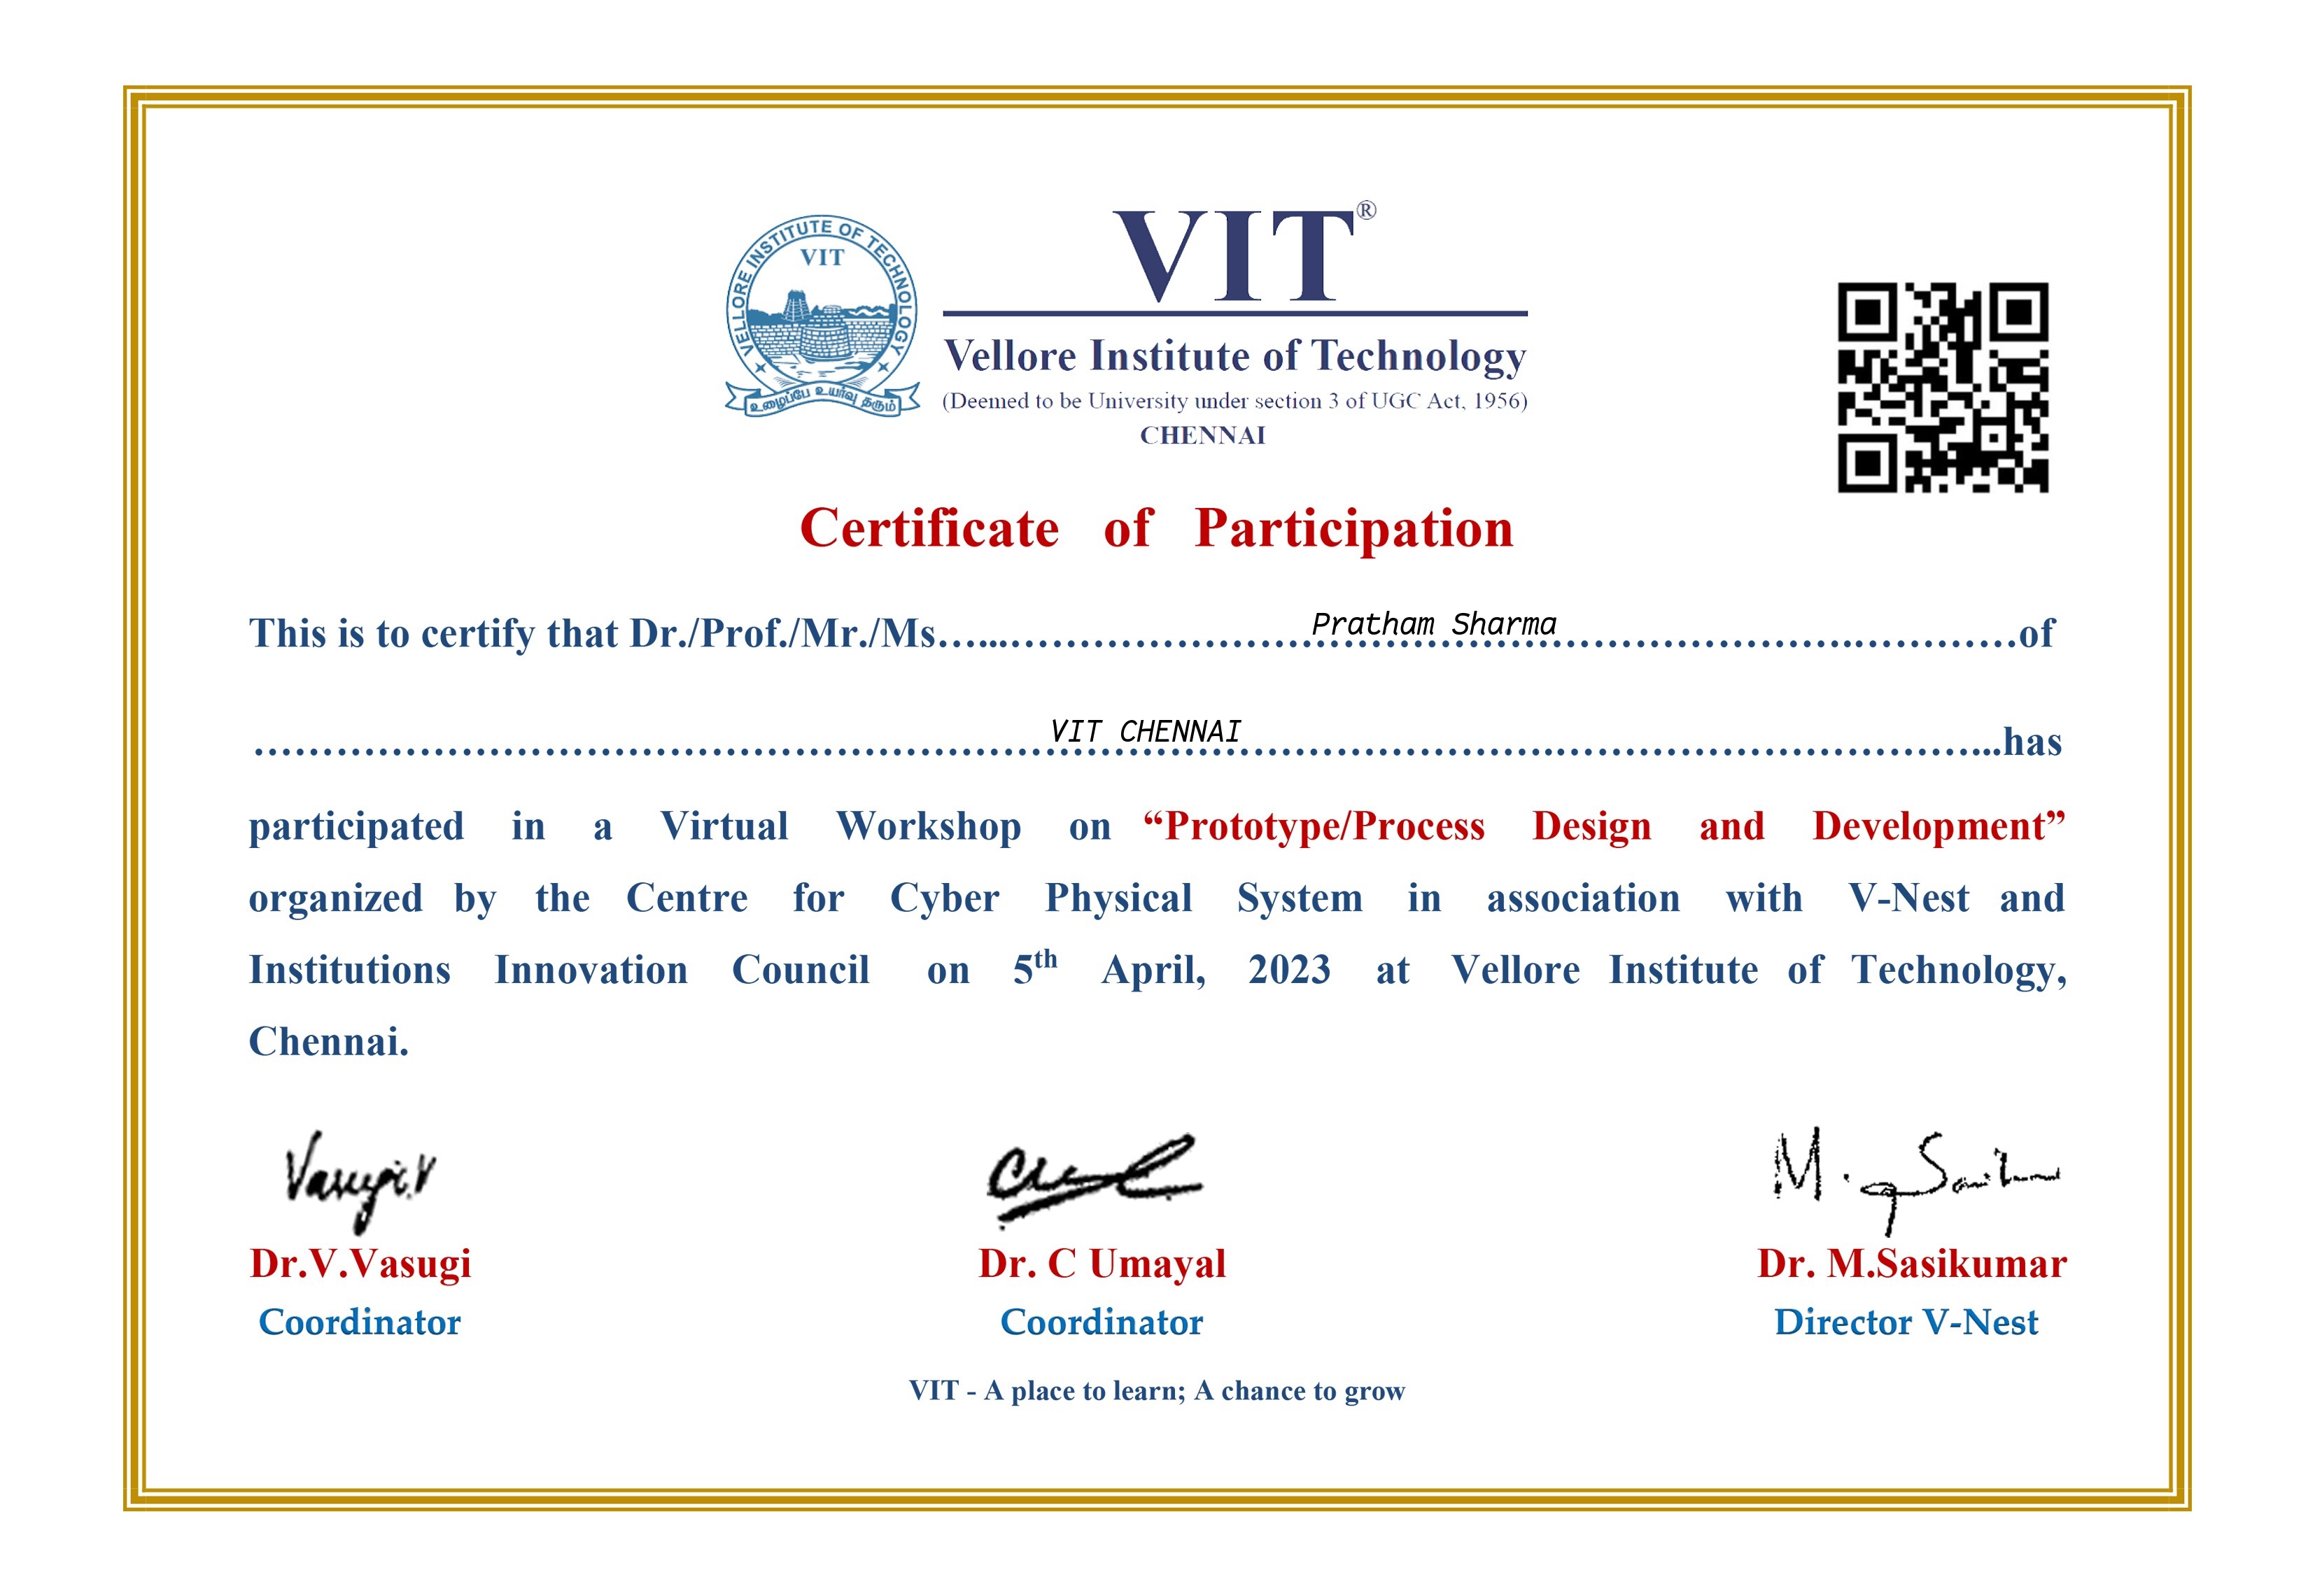 VELLORE INSTITUTE OF TECHNOLOGY
VIT
உழைப்பே உயர்வு தரும்
VIT®
Vellore Institute of Technology
(Deemed to be University under section 3 of UGC Act, 1956)
CHENNAI
Certificate of Participation
This is to certify that Dr./Prof./Mr./Ms.....................Pratham Sharma.....................of
.....................VIT CHENNAI.....................has
participated in a Virtual Workshop on “Prototype/Process Design and Development”
organized by the Centre for Cyber Physical System in association with V-Nest and
Institutions Innovation Council on 5th April, 2023 at Vellore Institute of Technology,
Chennai.
Vasugi.V
Dr.V.Vasugi
Dr. C Umayal
Dr. M.Sasikumar
Coordinator
Coordinator
Director V-Nest
VIT - A place to learn; A chance to grow